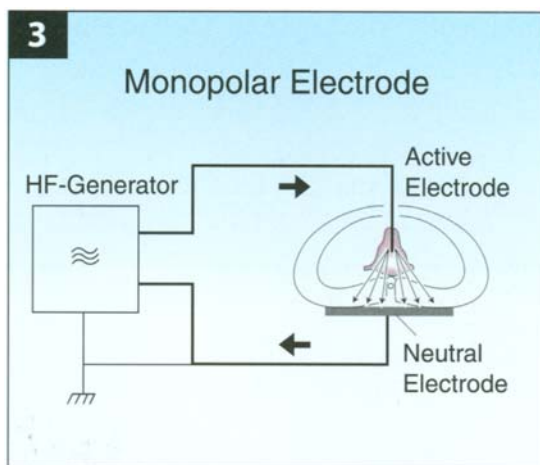 3
Monopolar Electrode
HF-Generator
Active
Electrode
Neutral
Electrode